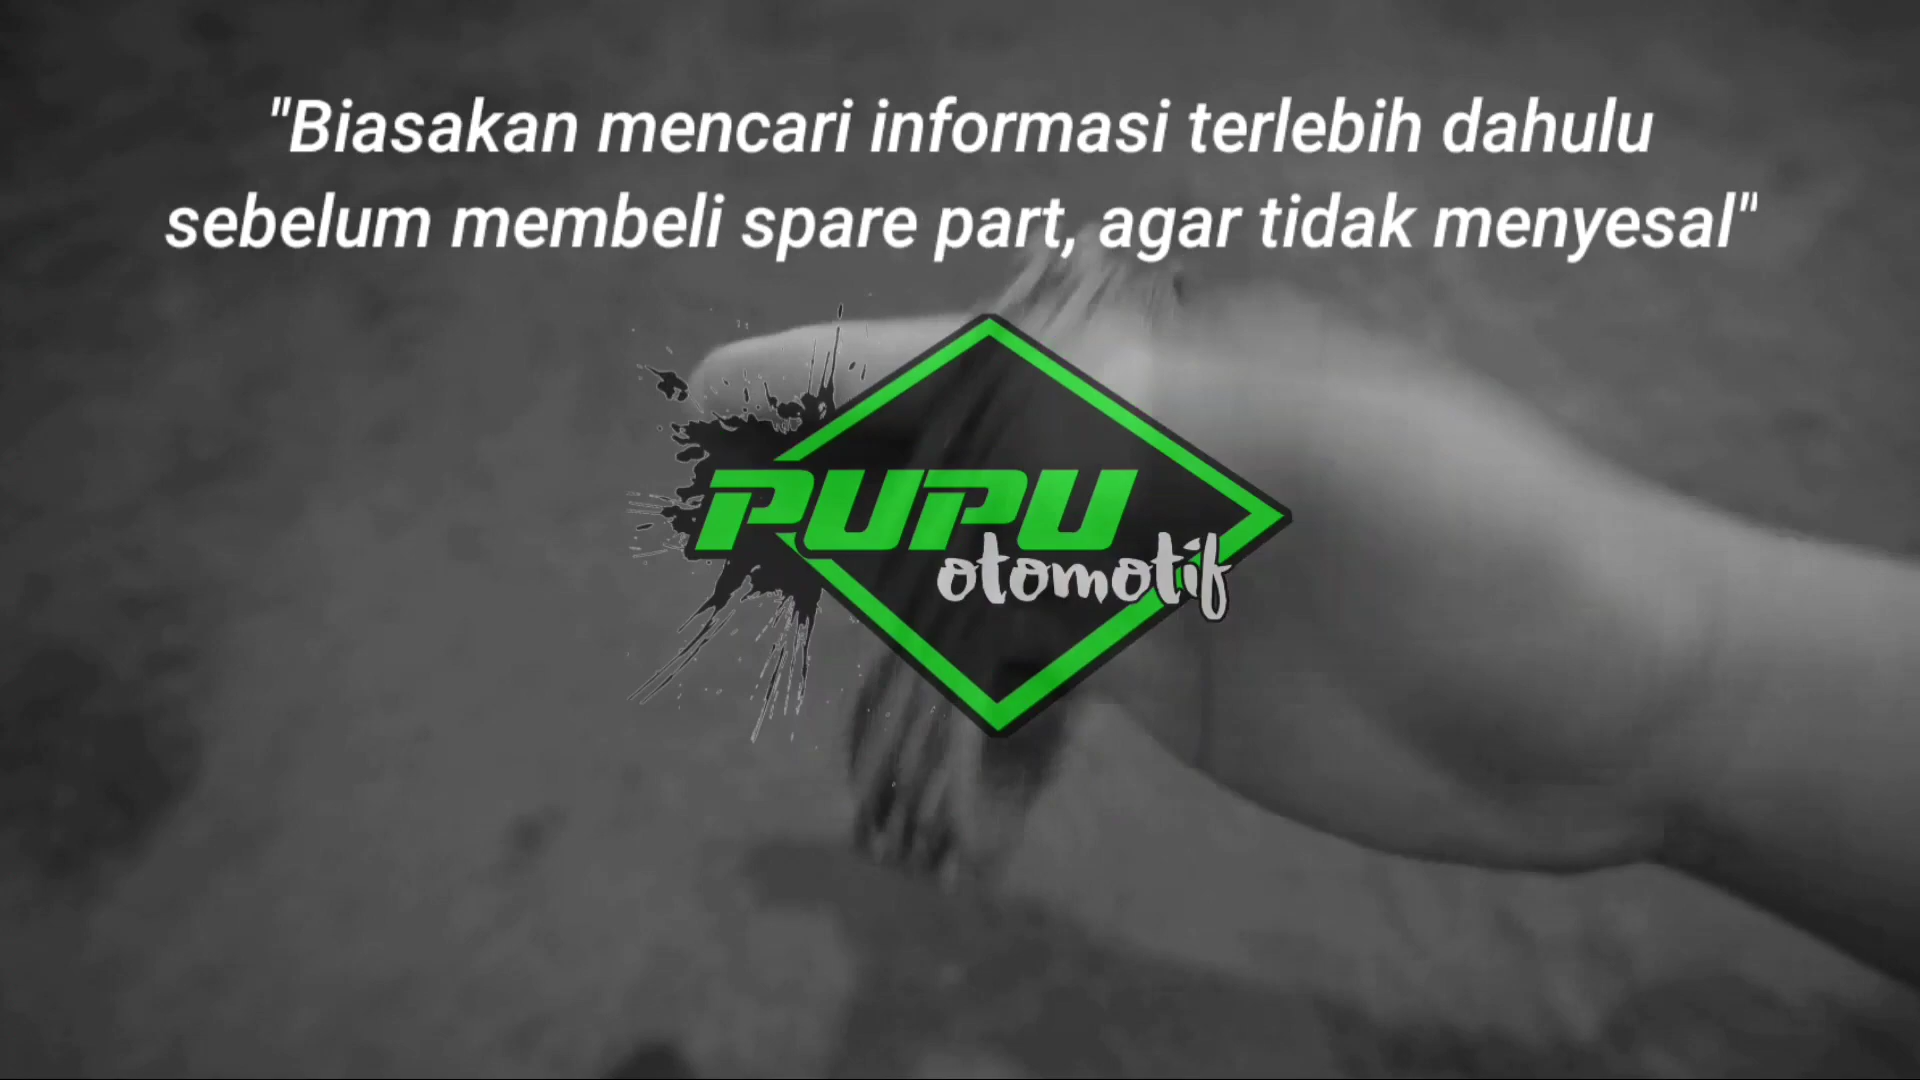 "Biasakan mencari informasi terlebih dahulu
sebelum membeli spare part, agar tidak menyesal"
PUPU
otomotif